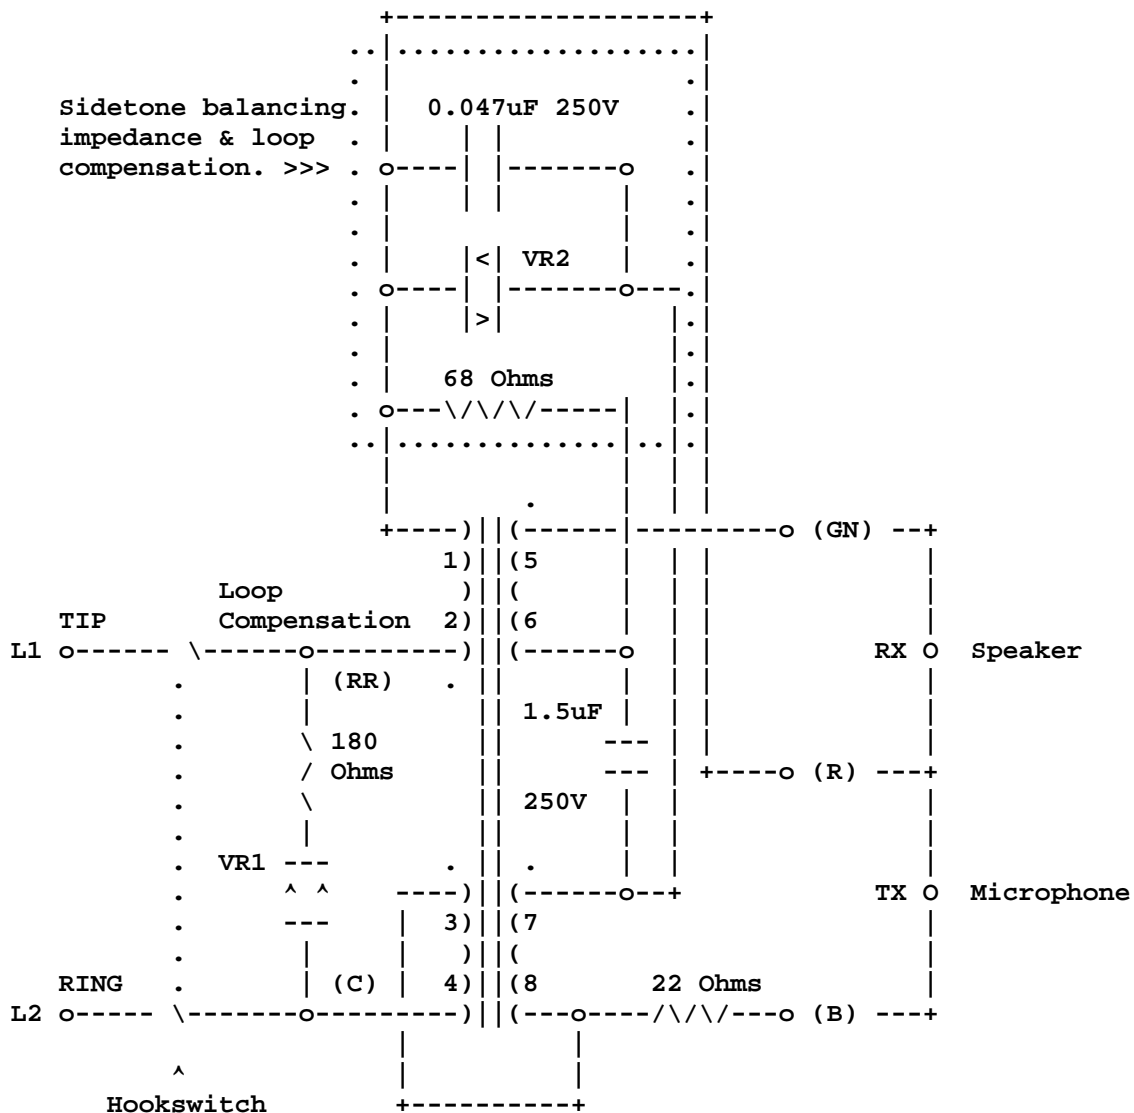 Sidetone balancing 0.047uF 250V
impedance & loop
compensation. >>>
VR2
68 Ohms
(GN)
1) (5
Loop
TIP Compensation 2) (6
L1 RX O Speaker
(RR)
1.5uF
180
Ohms (R)
250V
VR1
TX O Microphone
3) (7
RING (C) 4) (8 22 Ohms
L2 (B)
Hookswitch